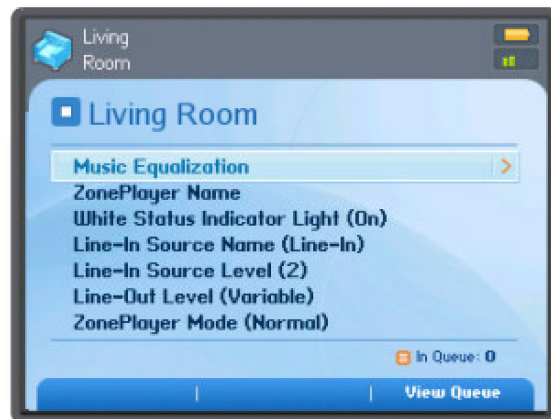 Living
Room
Living Room
Music Equalization
ZonePlayer Name
White Status Indicator Light (On)
Line-In Source Name (Line-In)
Line-In Source Level (2)
Line-Out Level (Variable)
ZonePlayer Mode (Normal)
In Queue: 0
View Queue